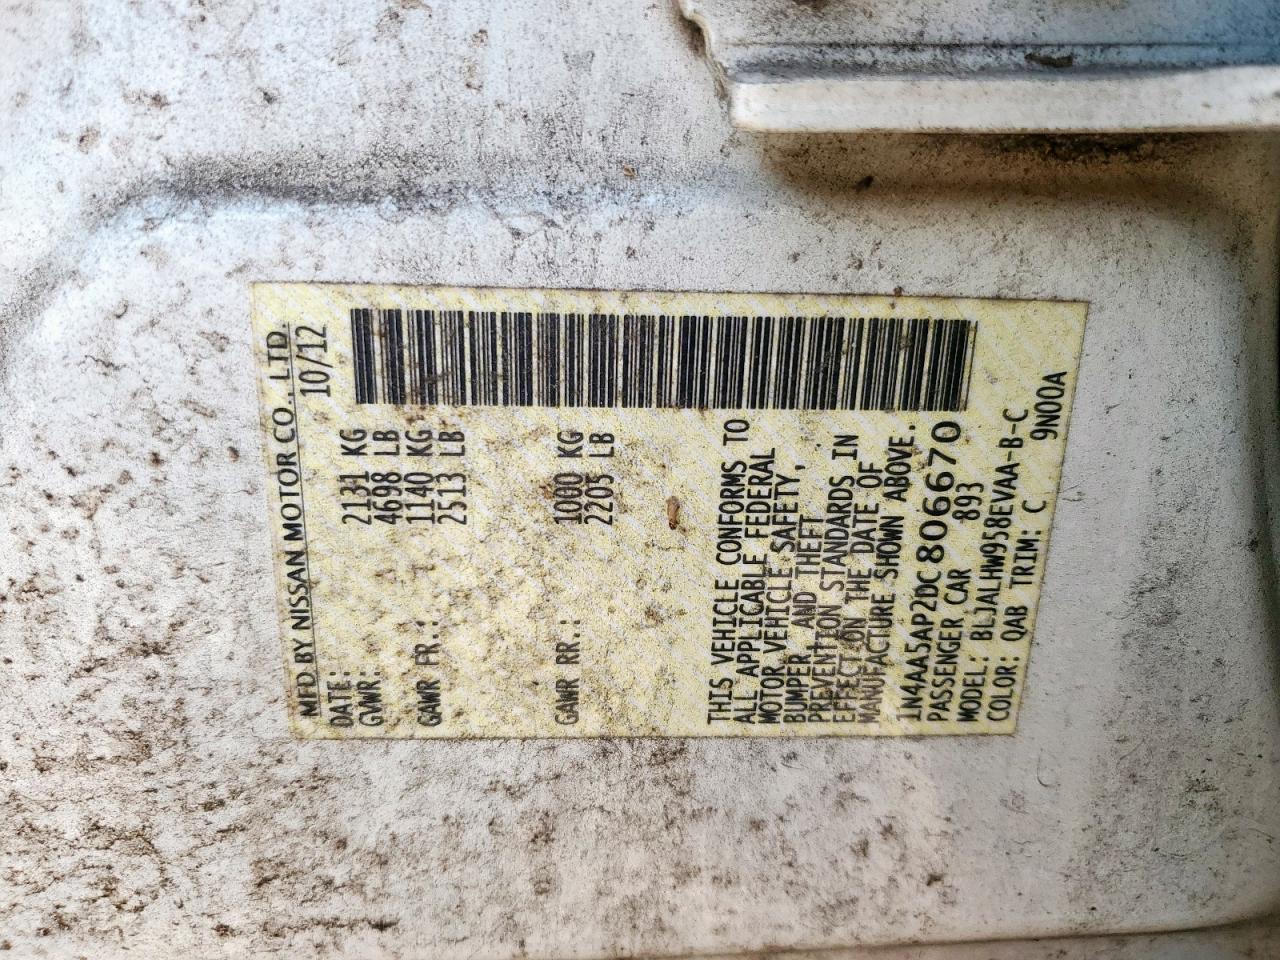 MFD BY NISSAN MOTOR CO., LTD.
DATE: 10/12
GVWR: 2131 KG
4698 LB
GAWR FR.: 1140 KG
2513 LB
GAWR RR.: 1000 KG
2205 LB
THIS VEHICLE CONFORMS TO
ALL APPLICABLE FEDERAL
MOTOR VEHICLE SAFETY,
BUMPER, AND THEFT
PREVENTION STANDARDS IN
EFFECT ON THE DATE OF
MANUFACTURE SHOWN ABOVE.
1N4AA5AP2DC806670
PASSENGER CAR 893
MODEL: BLJALHW958EVAA-B-C
COLOR: QAB TRIM: C 9N00A